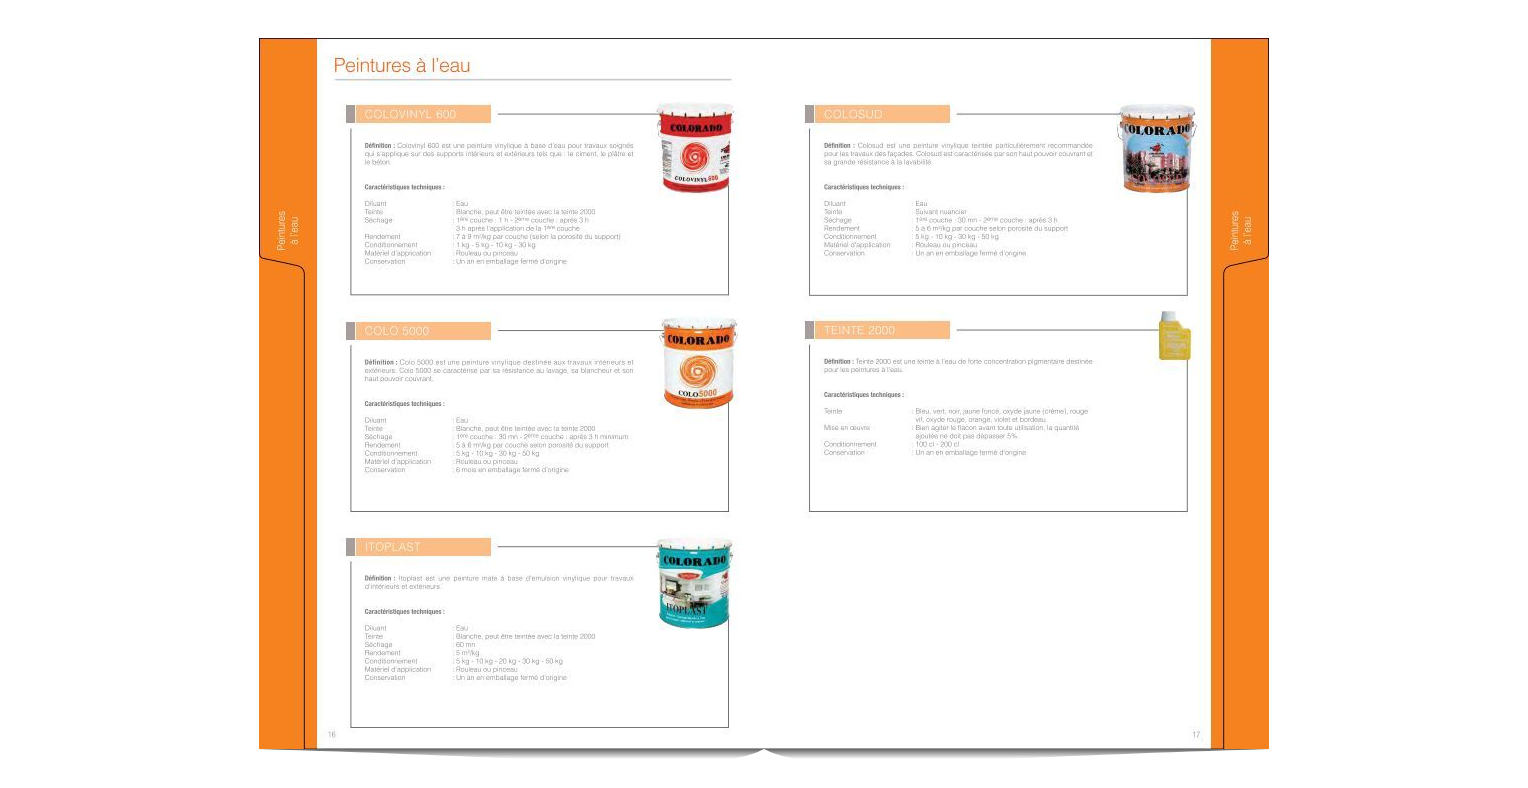 Peintures à l'eau
COLOVINYL 600
Définition : Colovinyl 600 est une peinture vinylique à base d'eau pour travaux soignés
qui s'applique sur des supports intérieurs et extérieurs tels que : le ciment, le plâtre et
le béton.
Caractéristiques techniques :
Diluant : Eau
Teinte : Blanche, peut être teintée avec la teinte 2000
Séchage : 1ère couche : 1 h - 2ème couche : après 3 h
3 h après l'application de la 1ère couche
Rendement : 7 à 9 m²/kg par couche (selon la porosité du support)
Conditionnement : 1 kg - 5 kg - 10 kg - 30 kg
Matériel d'application : Rouleau ou pinceau
Conservation : Un an en emballage fermé d'origine
COLORADO
COLOVINYL600
COLO 5000
Définition : Colo 5000 est une peinture vinylique destinée aux travaux intérieurs et
extérieurs. Colo 5000 se caractérise par sa résistance au lavage, sa blancheur et son
haut pouvoir couvrant.
Caractéristiques techniques :
Diluant : Eau
Teinte : Blanche, peut être teintée avec la teinte 2000
Séchage : 1ère couche : 30 mn - 2ème couche : après 3 h minimum
Rendement : 5 à 6 m²/kg par couche selon porosité du support
Conditionnement : 5 kg - 10 kg - 30 kg - 50 kg
Matériel d'application : Rouleau ou pinceau
Conservation : 6 mois en emballage fermé d'origine
COLORADO
COLO5000
ITOPLAST
Définition : Itoplast est une peinture mate à base d'émulsion vinylique pour travaux
d'intérieurs et extérieurs.
Caractéristiques techniques :
Diluant : Eau
Teinte : Blanche, peut être teintée avec la teinte 2000
Séchage : 60 mn
Rendement : 5 m²/kg
Conditionnement : 5 kg - 10 kg - 20 kg - 30 kg - 50 kg
Matériel d'application : Rouleau ou pinceau
Conservation : Un an en emballage fermé d'origine
COLORADO
ITOPLAST
Peintures
à l'eau
16
COLOSUD
Définition : Colosud est une peinture vinylique teintée particulièrement recommandée
pour les travaux des façades. Colosud est caractérisée par son haut pouvoir couvrant et
sa grande résistance à la lavabilité.
Caractéristiques techniques :
Diluant : Eau
Teinte : Suivant nuancier
Séchage : 1ère couche : 30 mn - 2ème couche : après 3 h
Rendement : 5 à 6 m²/kg par couche selon porosité du support
Conditionnement : 5 kg - 10 kg - 30 kg - 50 kg
Matériel d'application : Rouleau ou pinceau
Conservation : Un an en emballage fermé d'origine
COLORADO
TEINTE 2000
Définition : Teinte 2000 est une teinte à l'eau de forte concentration pigmentaire destinée
pour les peintures à l'eau.
Caractéristiques techniques :
Teinte : Bleu, vert, noir, jaune foncé, oxyde jaune (crème), rouge
vif, oxyde rouge, orange, violet et bordeau.
Mise en œuvre : Bien agiter le flacon avant toute utilisation, la quantité
ajoutée ne doit pas dépasser 5%.
Conditionnement : 100 cl - 200 cl
Conservation : Un an en emballage fermé d'origine
Peintures
à l'eau
17